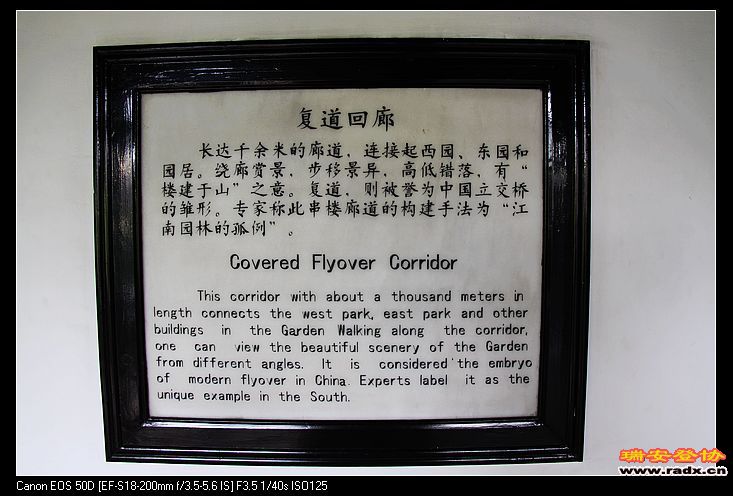 复道回廊
长达千余米的廊道，连接起西园、东园和
园居。绕廊赏景，步移景异，高低错落，有“
楼建于山”之意。复道，则被誉为中国立交桥
的雏形。专家称此串楼廊道的构建手法为“江
南园林的孤例”。
Covered Flyover Corridor
This corridor with about a thousand meters in
length connects the west park, east park and other
buildings in the Garden Walking along the corridor,
one can view the beautiful scenery of the Garden
from different angles. It is considered the embryo
of modern flyover in China. Experts label it as the
unique example in the South.
瑞安登协
www.radx.cn
Canon EOS 50D [EF-S18-200mm f/3.5-5.6 IS] F3.5 1/40s ISO125